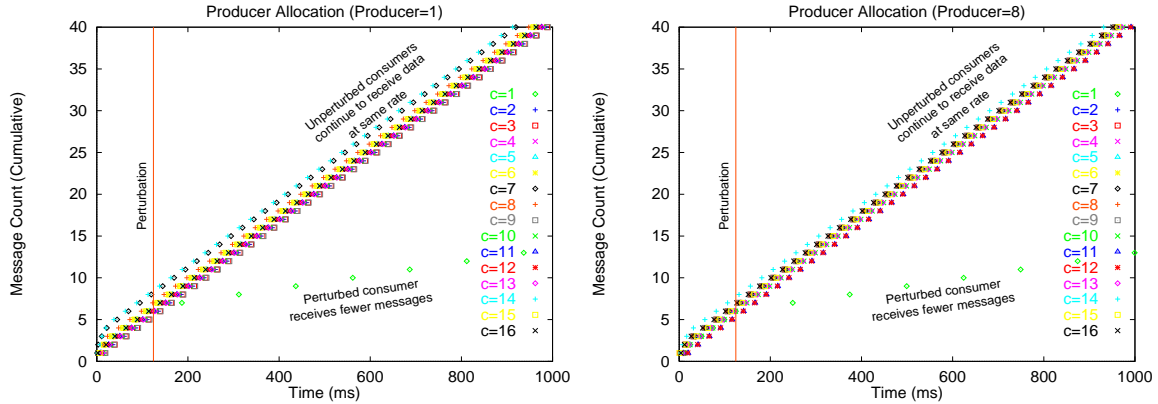 Producer Allocation (Producer=1)
Message Count (Cumulative)
40
35
30
25
20
15
10
5
0
0
200
400
600
800
1000
Time (ms)
Perturbation
Unperturbed consumers
continue to receive data
at same rate
Perturbed consumer
receives fewer messages
c=1
c=2
c=3
c=4
c=5
c=6
c=7
c=8
c=9
c=10
c=11
c=12
c=13
c=14
c=15
c=16
Producer Allocation (Producer=8)
Message Count (Cumulative)
40
35
30
25
20
15
10
5
0
0
200
400
600
800
1000
Time (ms)
Perturbation
Unperturbed consumers
continue to receive data
at same rate
Perturbed consumer
receives fewer messages
c=1
c=2
c=3
c=4
c=5
c=6
c=7
c=8
c=9
c=10
c=11
c=12
c=13
c=14
c=15
c=16